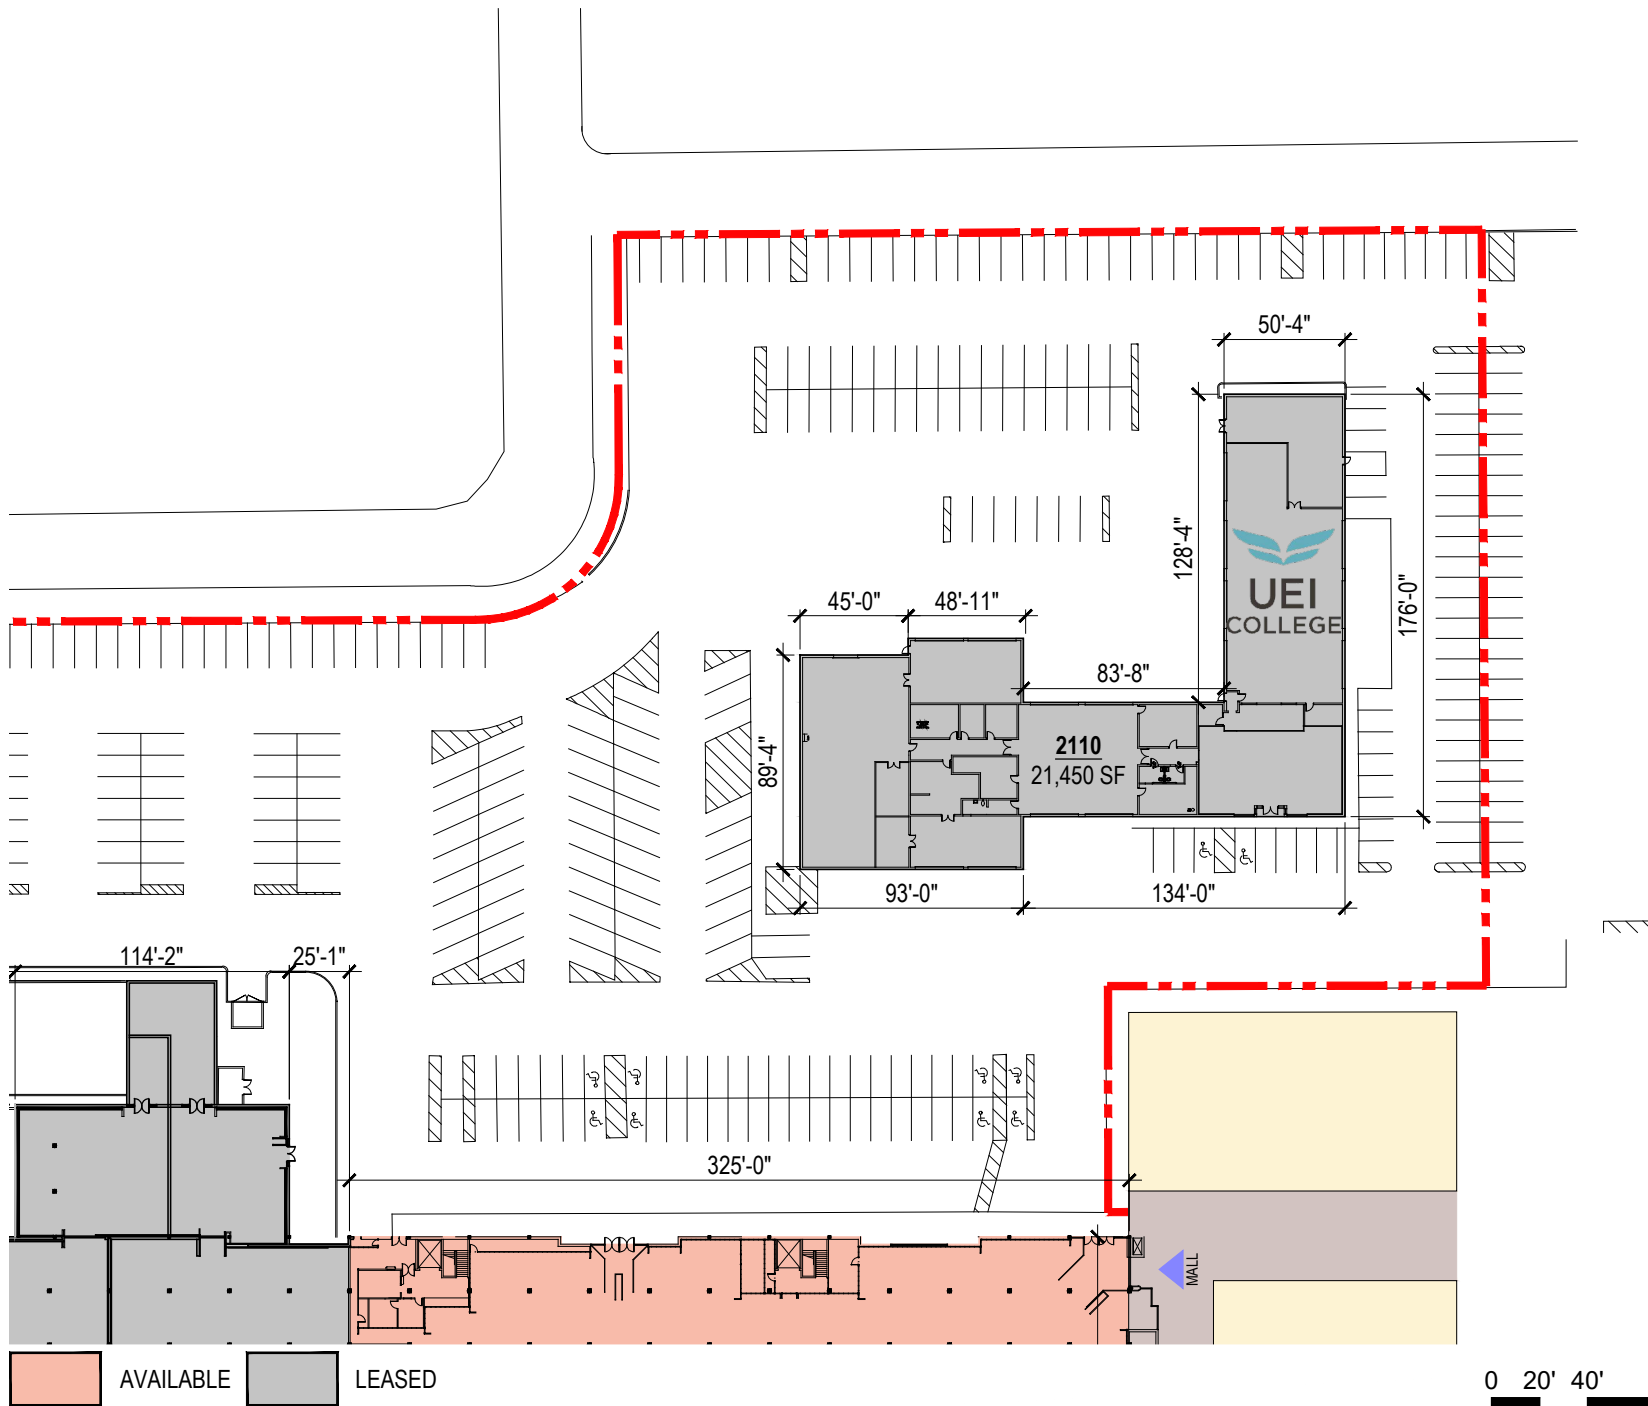 50'-4"
128'-4"
176'-0"
UEI
COLLEGE
45'-0"
48'-11"
83'-8"
89'-4"
2110
21,450 SF
93'-0"
134'-0"
114'-2"
25'-1"
325'-0"
MALL
AVAILABLE
LEASED
0 20' 40'